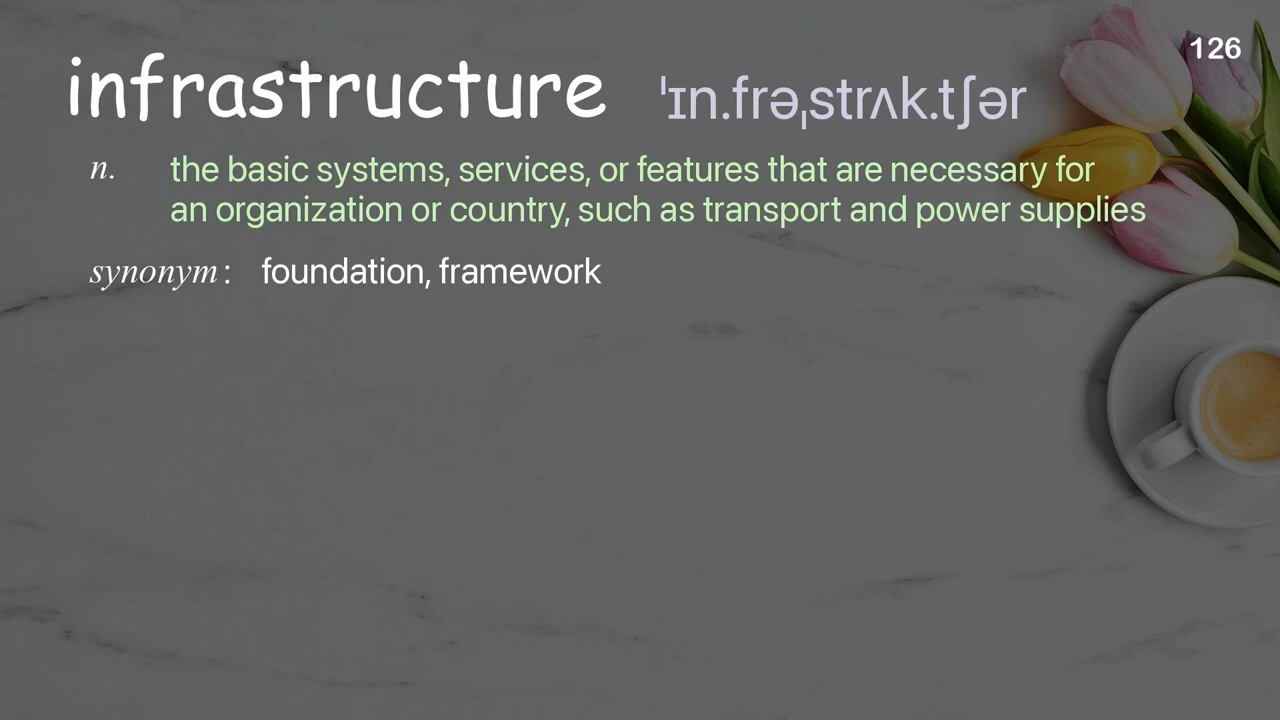 126
infrastructure ˈɪn.frəˌstrʌk.tʃər
n. the basic systems, services, or features that are necessary for
an organization or country, such as transport and power supplies
synonym: foundation, framework